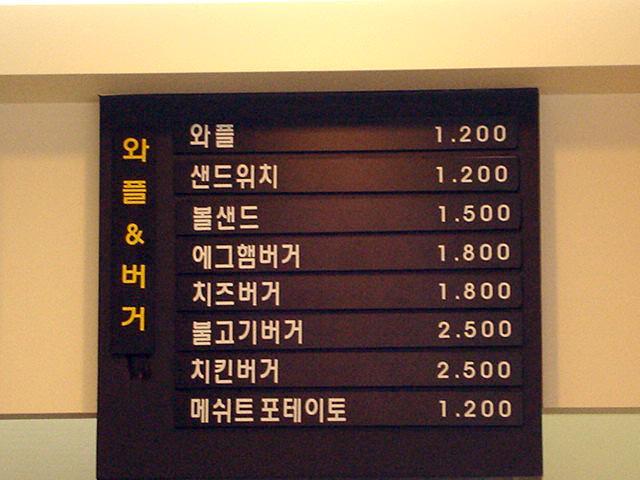 와플&버거
와플 1.200
샌드위치 1.200
볼샌드 1.500
에그햄버거 1.800
치즈버거 1.800
불고기버거 2.500
치킨버거 2.500
메쉬트 포테이토 1.200